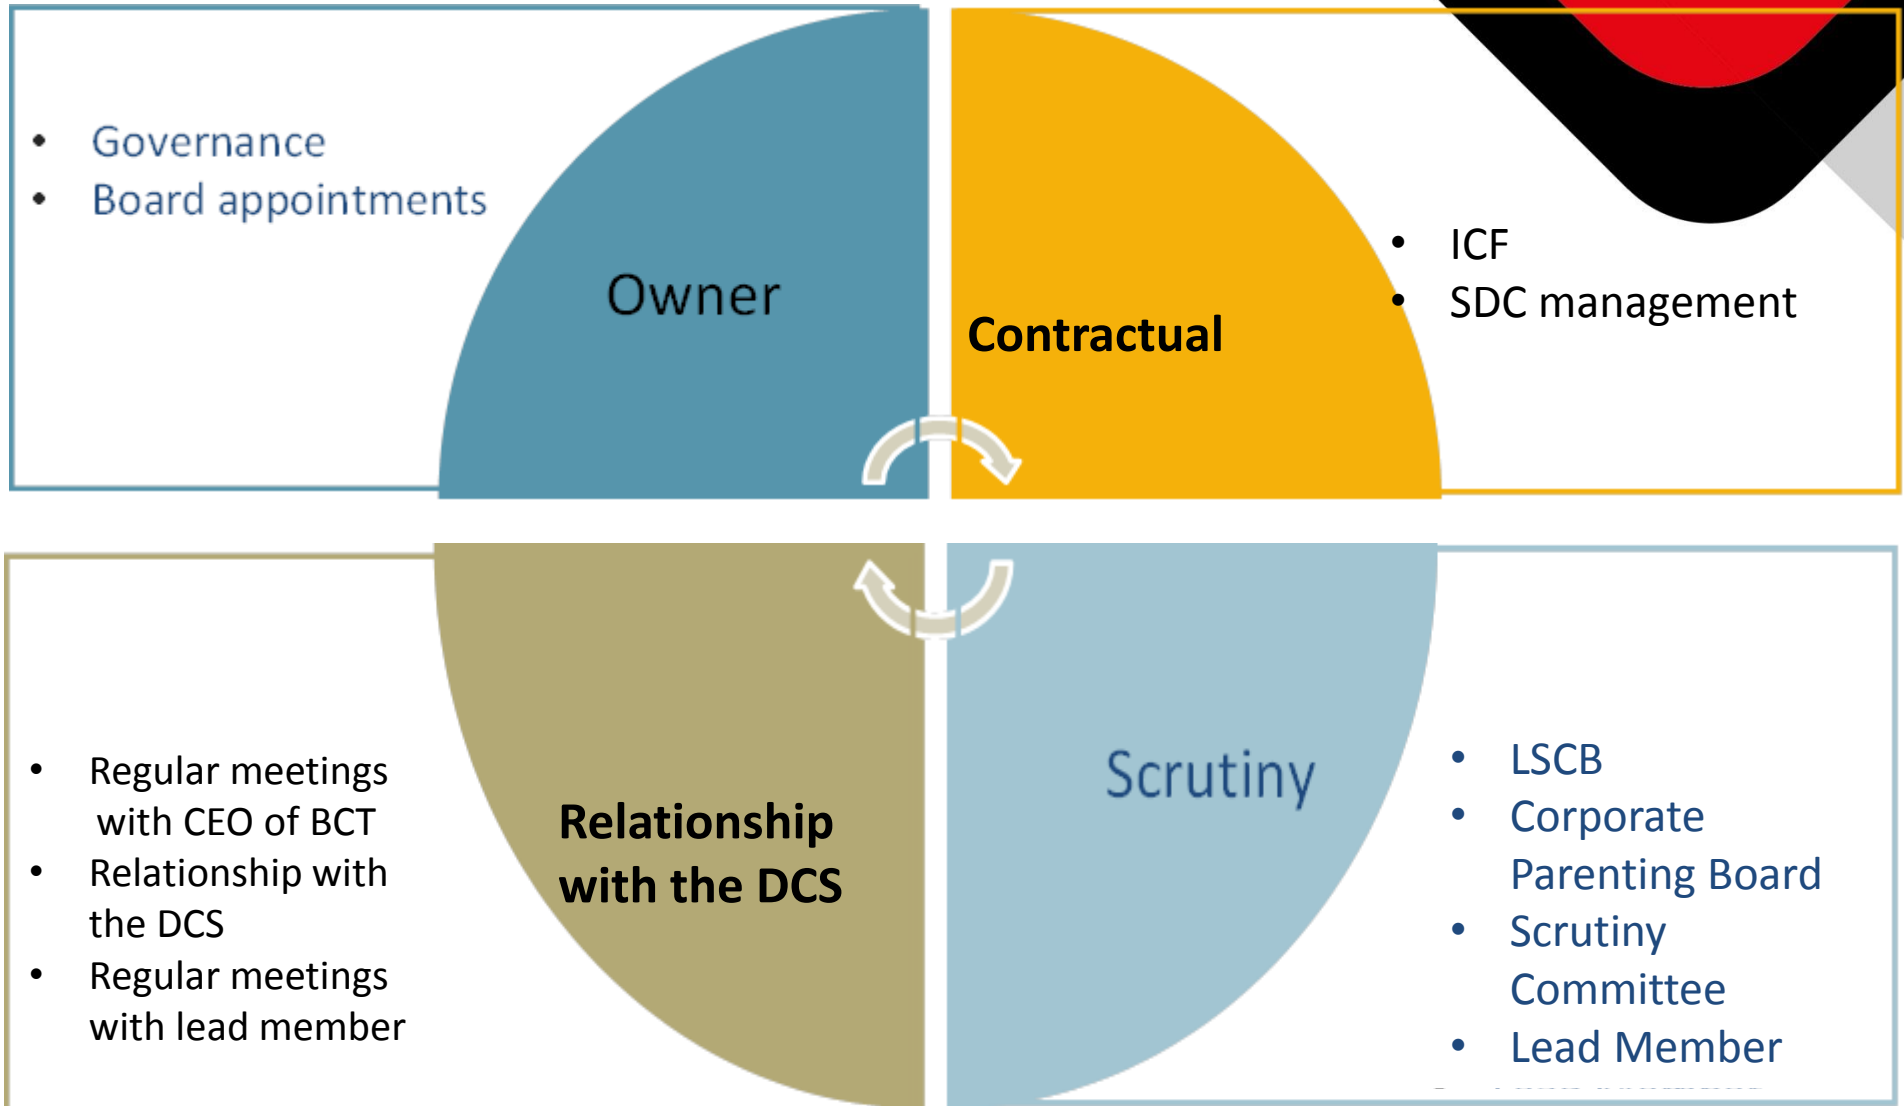 • Governance
• Board appointments
Owner
Contractual
• ICF
• SDC management
• Regular meetings
with CEO of BCT
• Relationship with
the DCS
• Regular meetings
with lead member
Relationship
with the DCS
Scrutiny
• LSCB
• Corporate
Parenting Board
• Scrutiny
Committee
• Lead Member